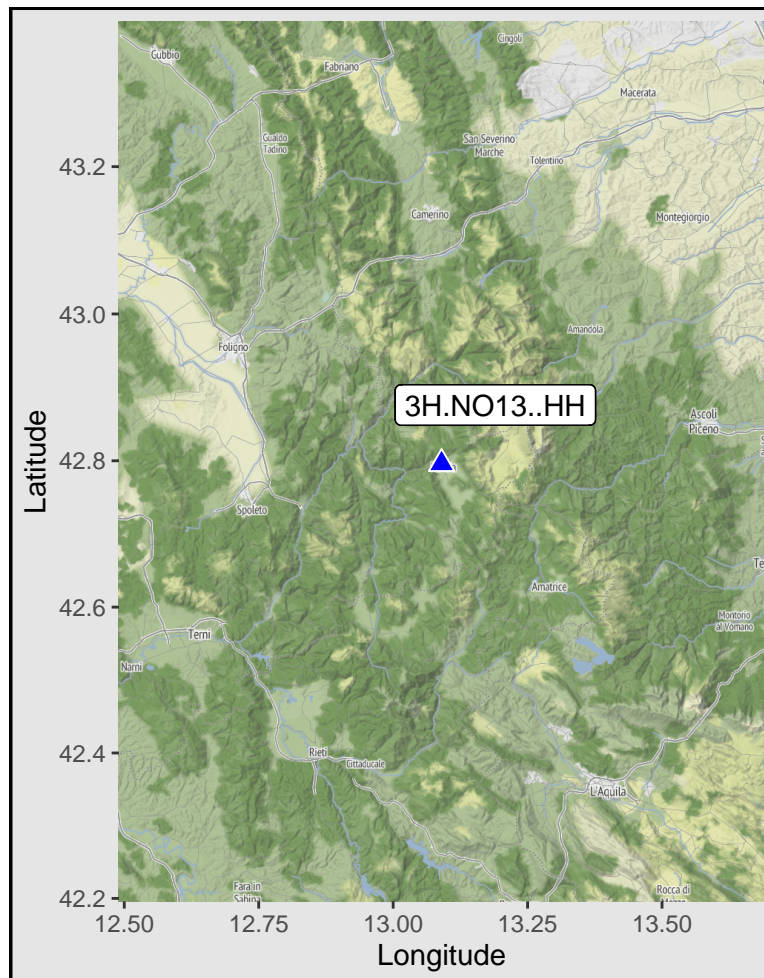 Gubbio
Cingoli
Fabriano
Macerata
Gualdo
Tadino
San Severino
Marche
Tolentino
Camerino
Montegiorgio
43.2
43.0
Foligno
Amandola
3H.NO13..HH
Ascoli
Piceno
42.8
Latitude
Spoleto
42.6
Amatrice
Te
Montorio
al Vomano
Terni
Narni
42.4
Rieti
Cittaducale
L'Aquila
42.2
Fara in
Sabina
Rocca di
12.50
12.75
13.00
13.25
13.50
Longitude